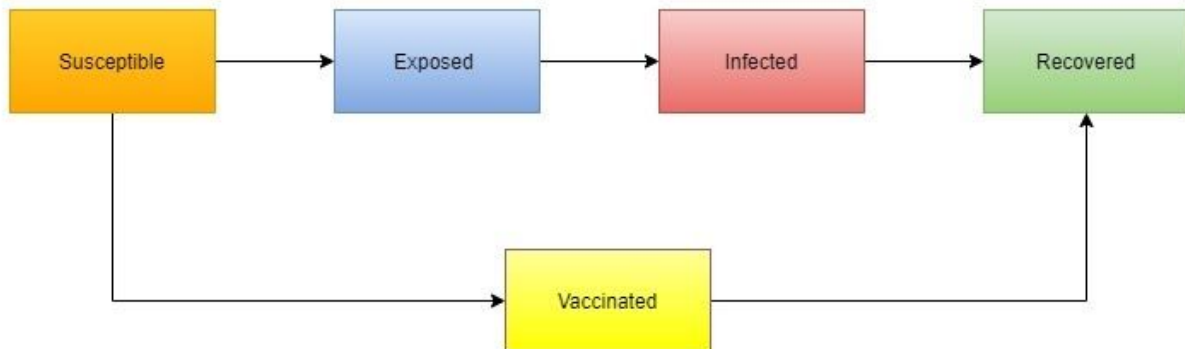 Susceptible
Exposed
Infected
Recovered
Vaccinated